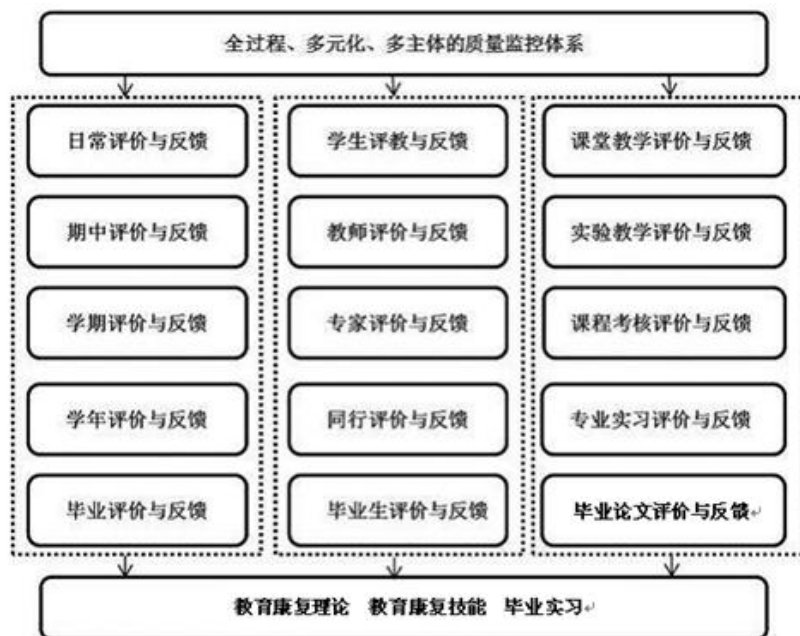 全过程、多元化、多主体的质量监控体系
日常评价与反馈
期中评价与反馈
学期评价与反馈
学年评价与反馈
毕业评价与反馈
学生评教与反馈
教师评价与反馈
专家评价与反馈
同行评价与反馈
毕业生评价与反馈
课堂教学评价与反馈
实验教学评价与反馈
课程考核评价与反馈
专业实习评价与反馈
毕业论文评价与反馈
教育康复理论 教育康复技能 毕业实习